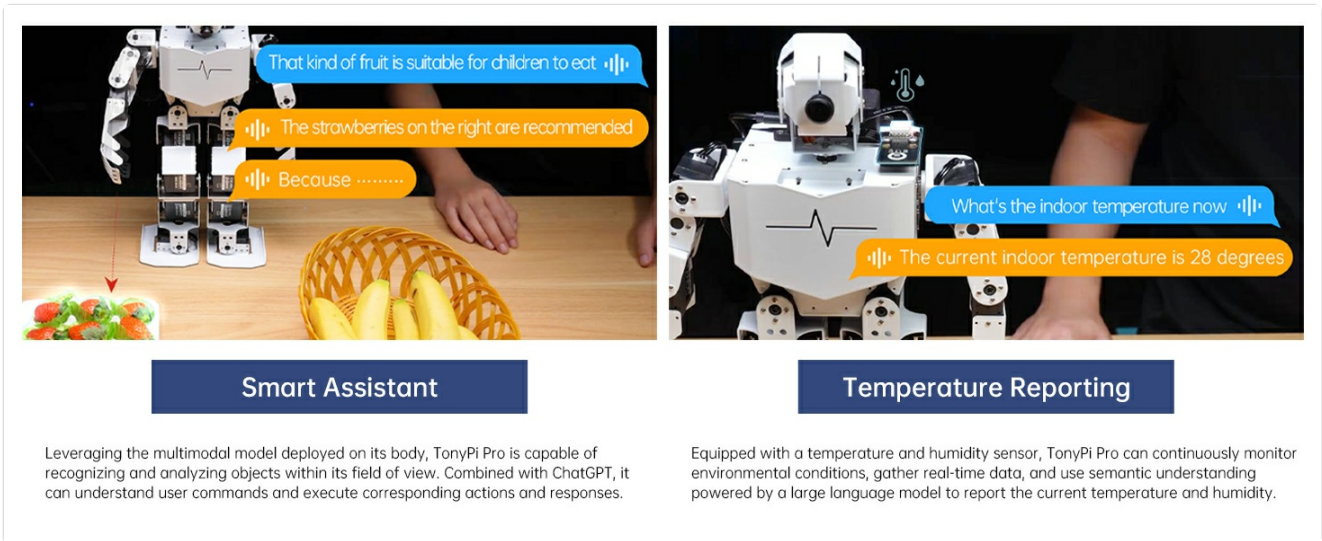 That kind of fruit is suitable for children to eat
The strawberries on the right are recommended
Because ·········
What's the indoor temperature now
The current indoor temperature is 28 degrees
Smart Assistant
Temperature Reporting
Leveraging the multimodal model deployed on its body, TonyPi Pro is capable of
recognizing and analyzing objects within its field of view. Combined with ChatGPT, it
can understand user commands and execute corresponding actions and responses.
Equipped with a temperature and humidity sensor, TonyPi Pro can continuously monitor
environmental conditions, gather real-time data, and use semantic understanding
powered by a large language model to report the current temperature and humidity.